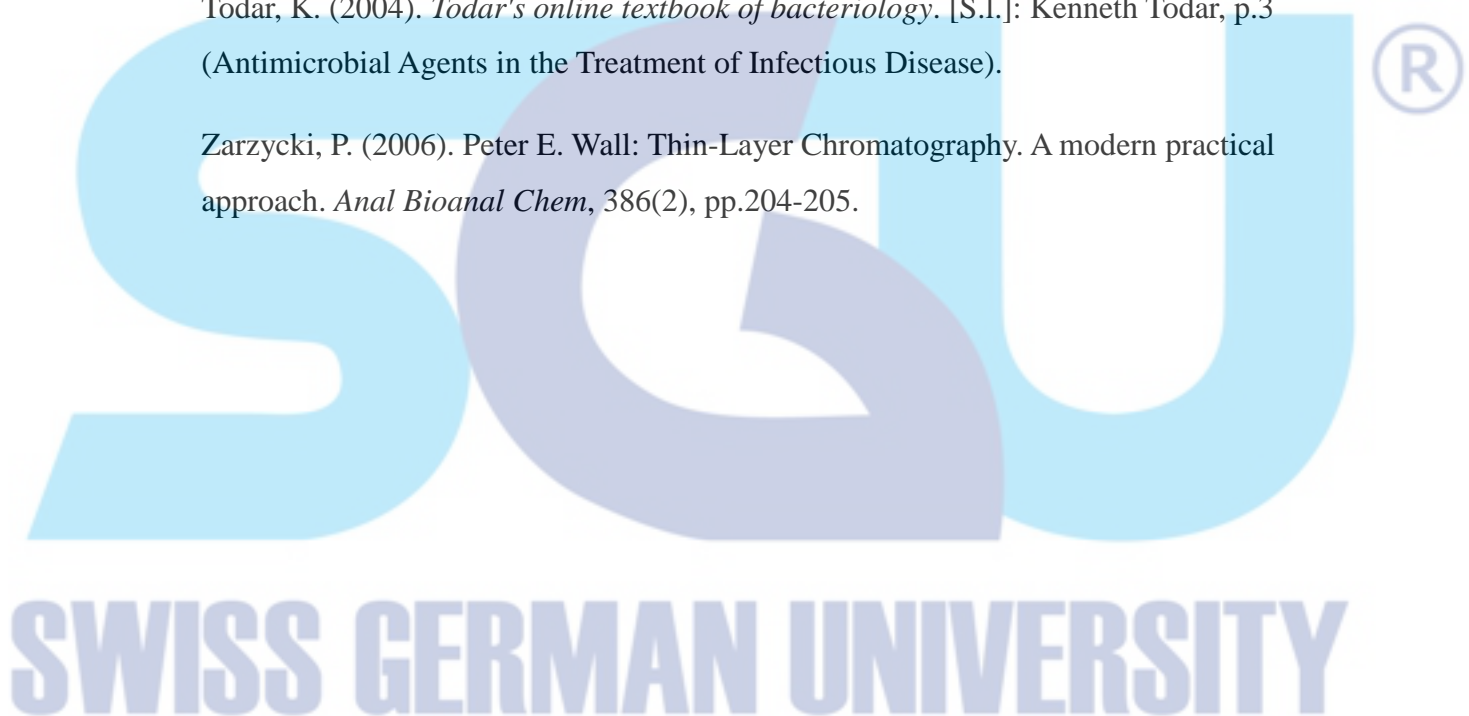 Todar, K. (2004). Todar's online textbook of bacteriology. [S.l.]: Kenneth Todar, p.3
(Antimicrobial Agents in the Treatment of Infectious Disease).
Zarzycki, P. (2006). Peter E. Wall: Thin-Layer Chromatography. A modern practical
approach. Anal Bioanal Chem, 386(2), pp.204-205.
SGU ®
SWISS GERMAN UNIVERSITY